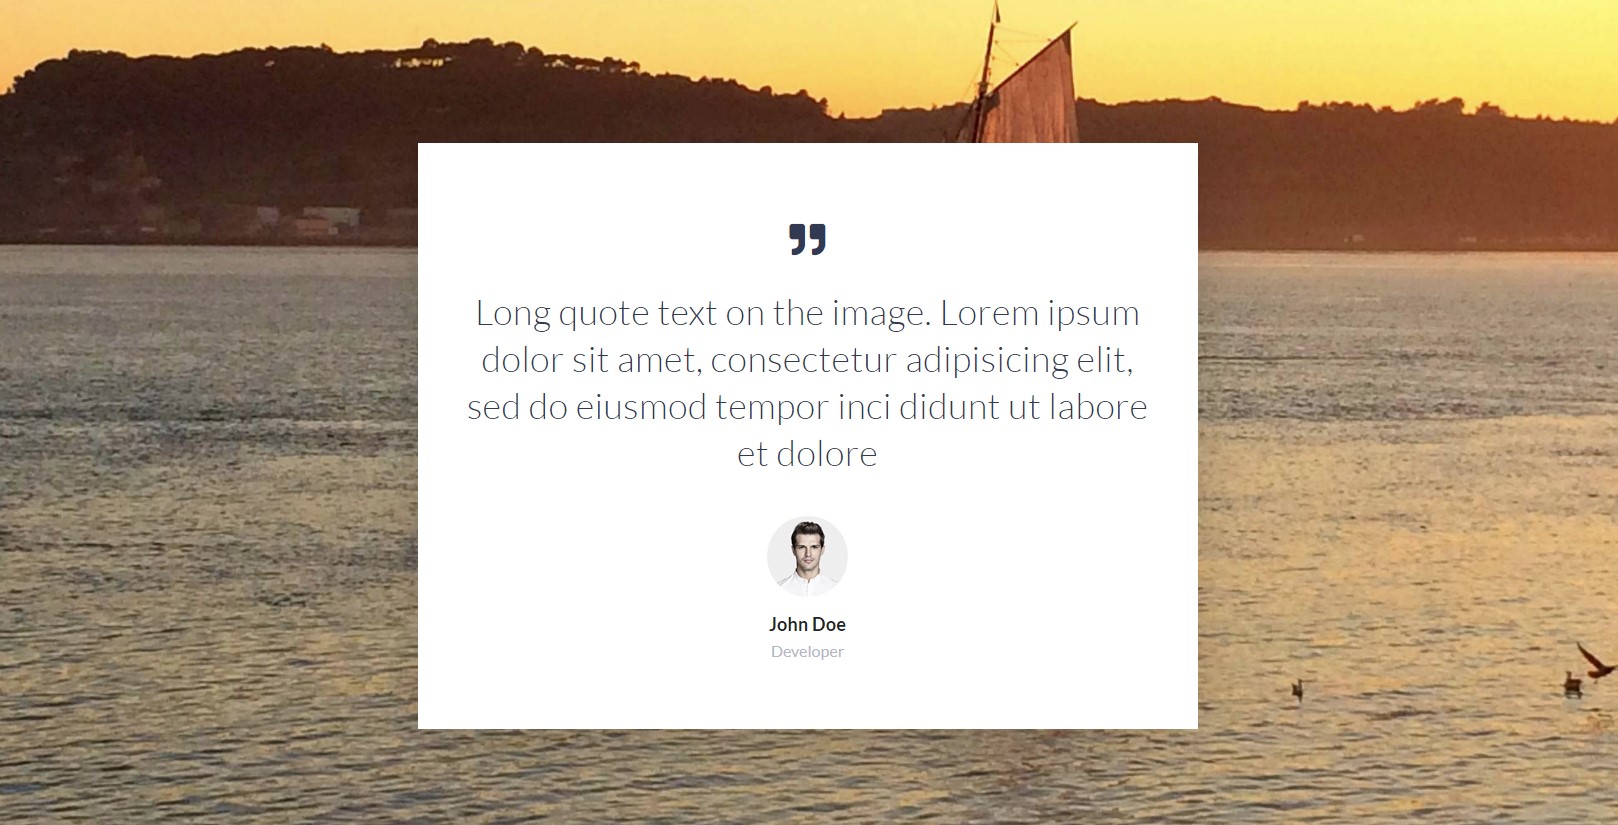 ”
Long quote text on the image. Lorem ipsum
dolor sit amet, consectetur adipisicing elit,
sed do eiusmod tempor inci didunt ut labore
et dolore
John Doe
Developer